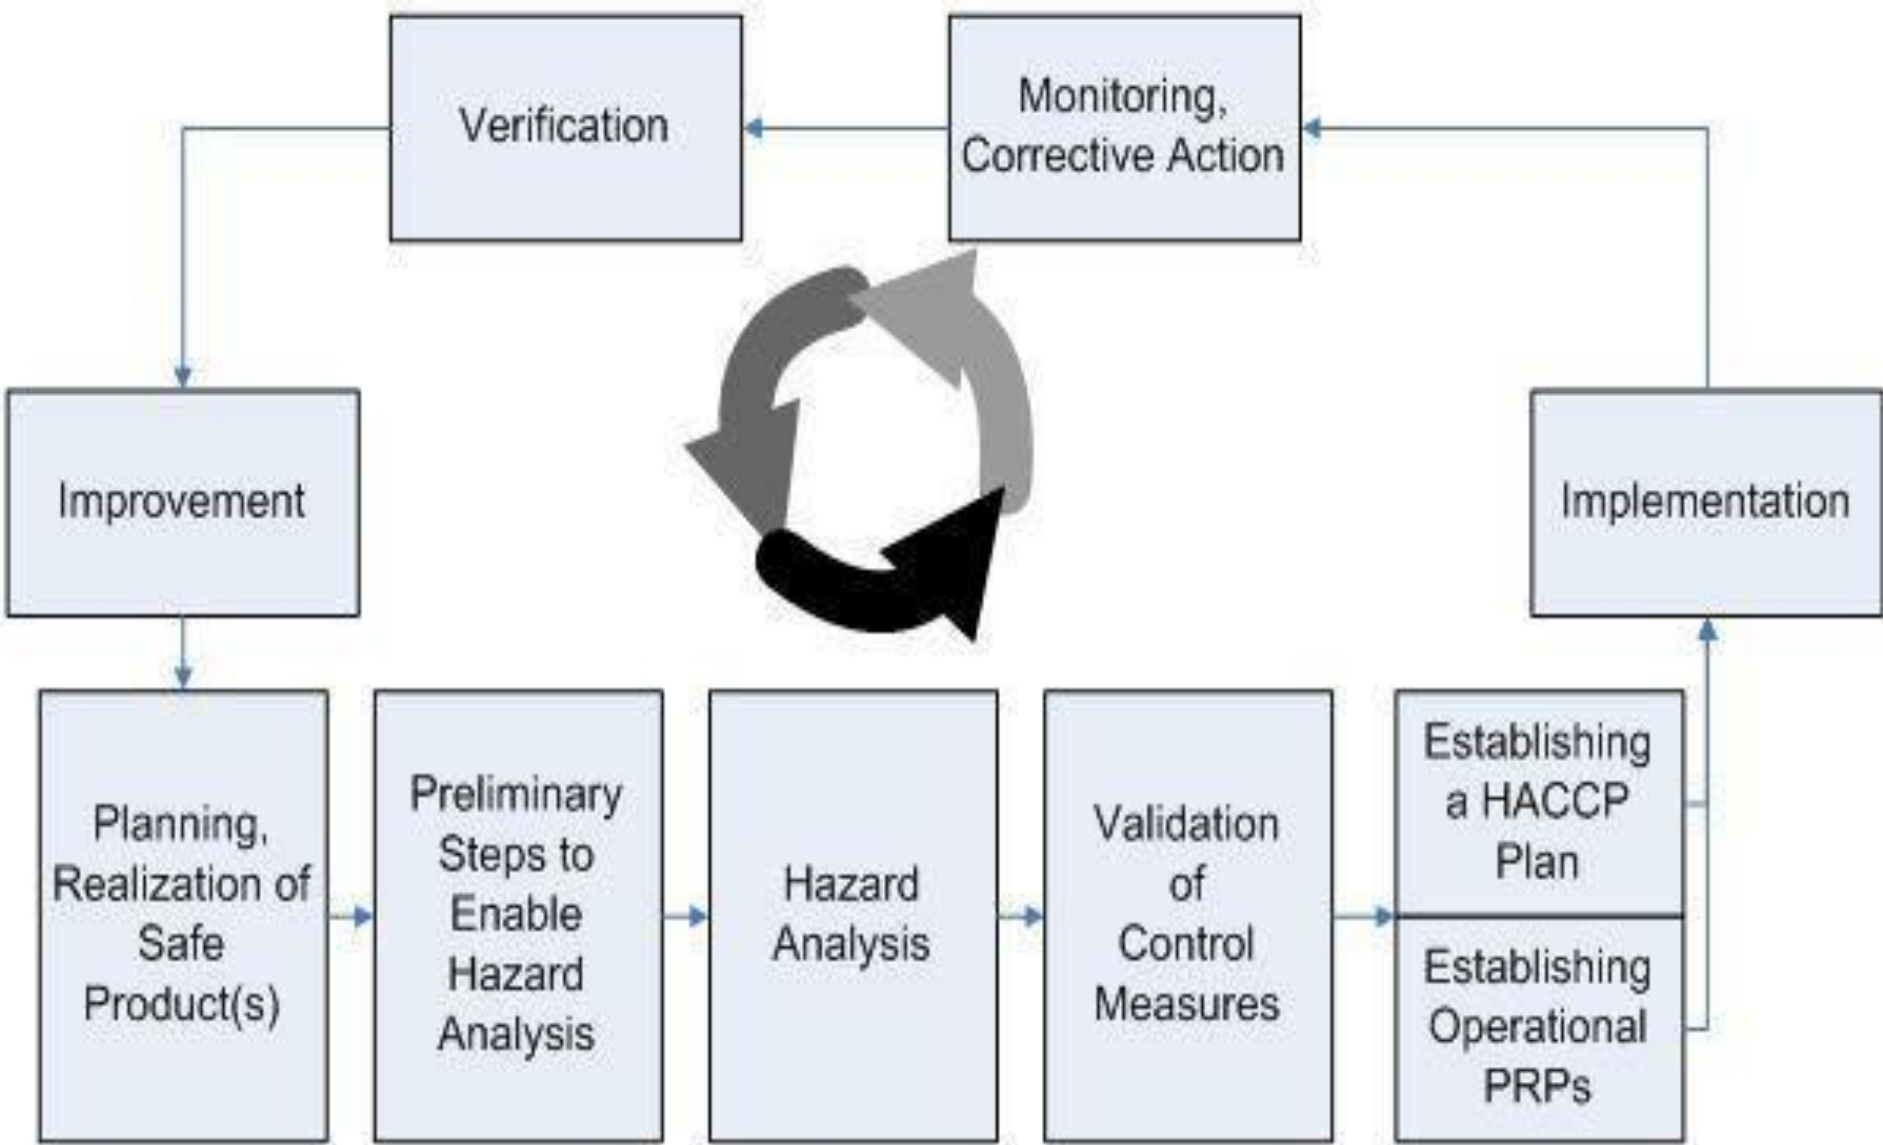 Verification
Monitoring,
Corrective Action
Improvement
Implementation
Planning,
Realization of
Safe
Product(s)
Preliminary
Steps to
Enable
Hazard
Analysis
Hazard
Analysis
Validation
of
Control
Measures
Establishing
a HACCP
Plan
Establishing
Operational
PRPs